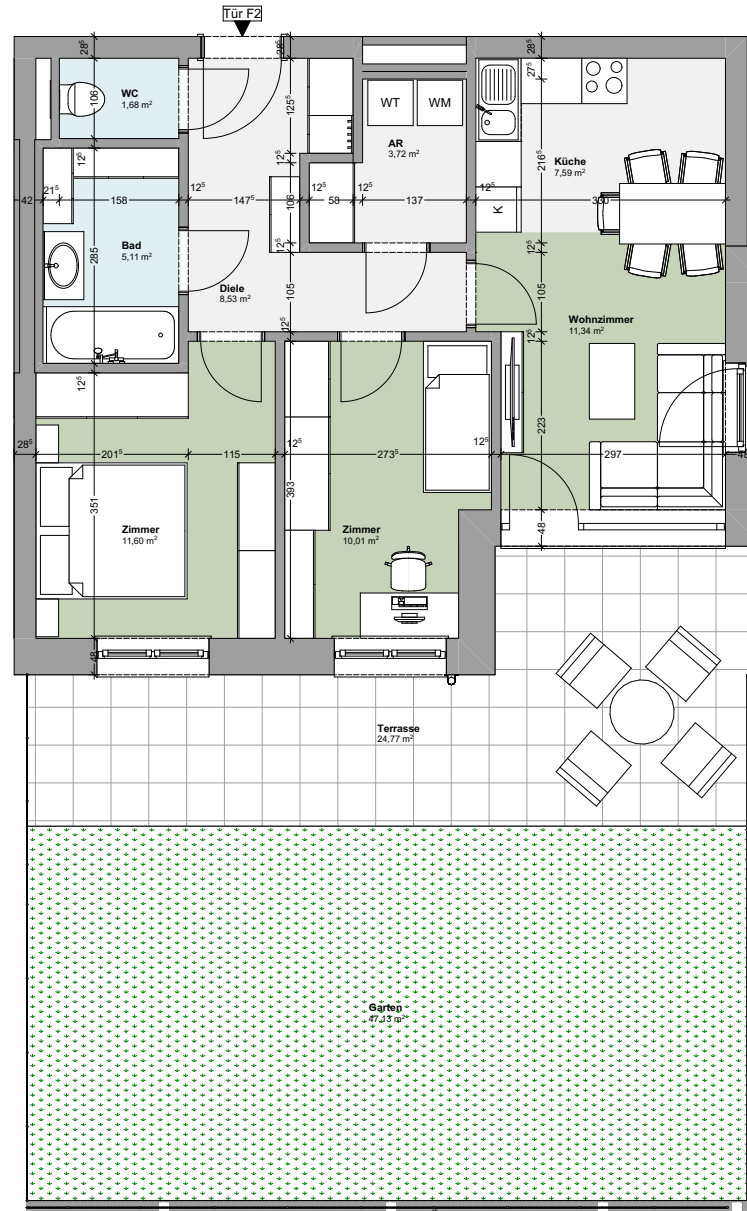 Tür F2
28⁵
28⁵
28⁵
27⁵
WC
1,68 m²
106
125⁵
WT
WM
AR
3,72 m²
Küche
7,59 m²
216⁵
12⁵
12⁵
21⁵
12⁵
12⁵
12⁵
12⁵
42
158
147⁵
106
58
137
K
330
Bad
5,11 m²
285
12⁵
12⁵
Diele
8,53 m²
105
105
Wohnzimmer
11,34 m²
12⁵
12⁵
12⁵
223
28⁵
201⁵
115
12⁵
273⁵
12⁵
297
48
351
393
Zimmer
11,60 m²
Zimmer
10,01 m²
48
48
Terrasse
24,77 m²
Garten
47,13 m²